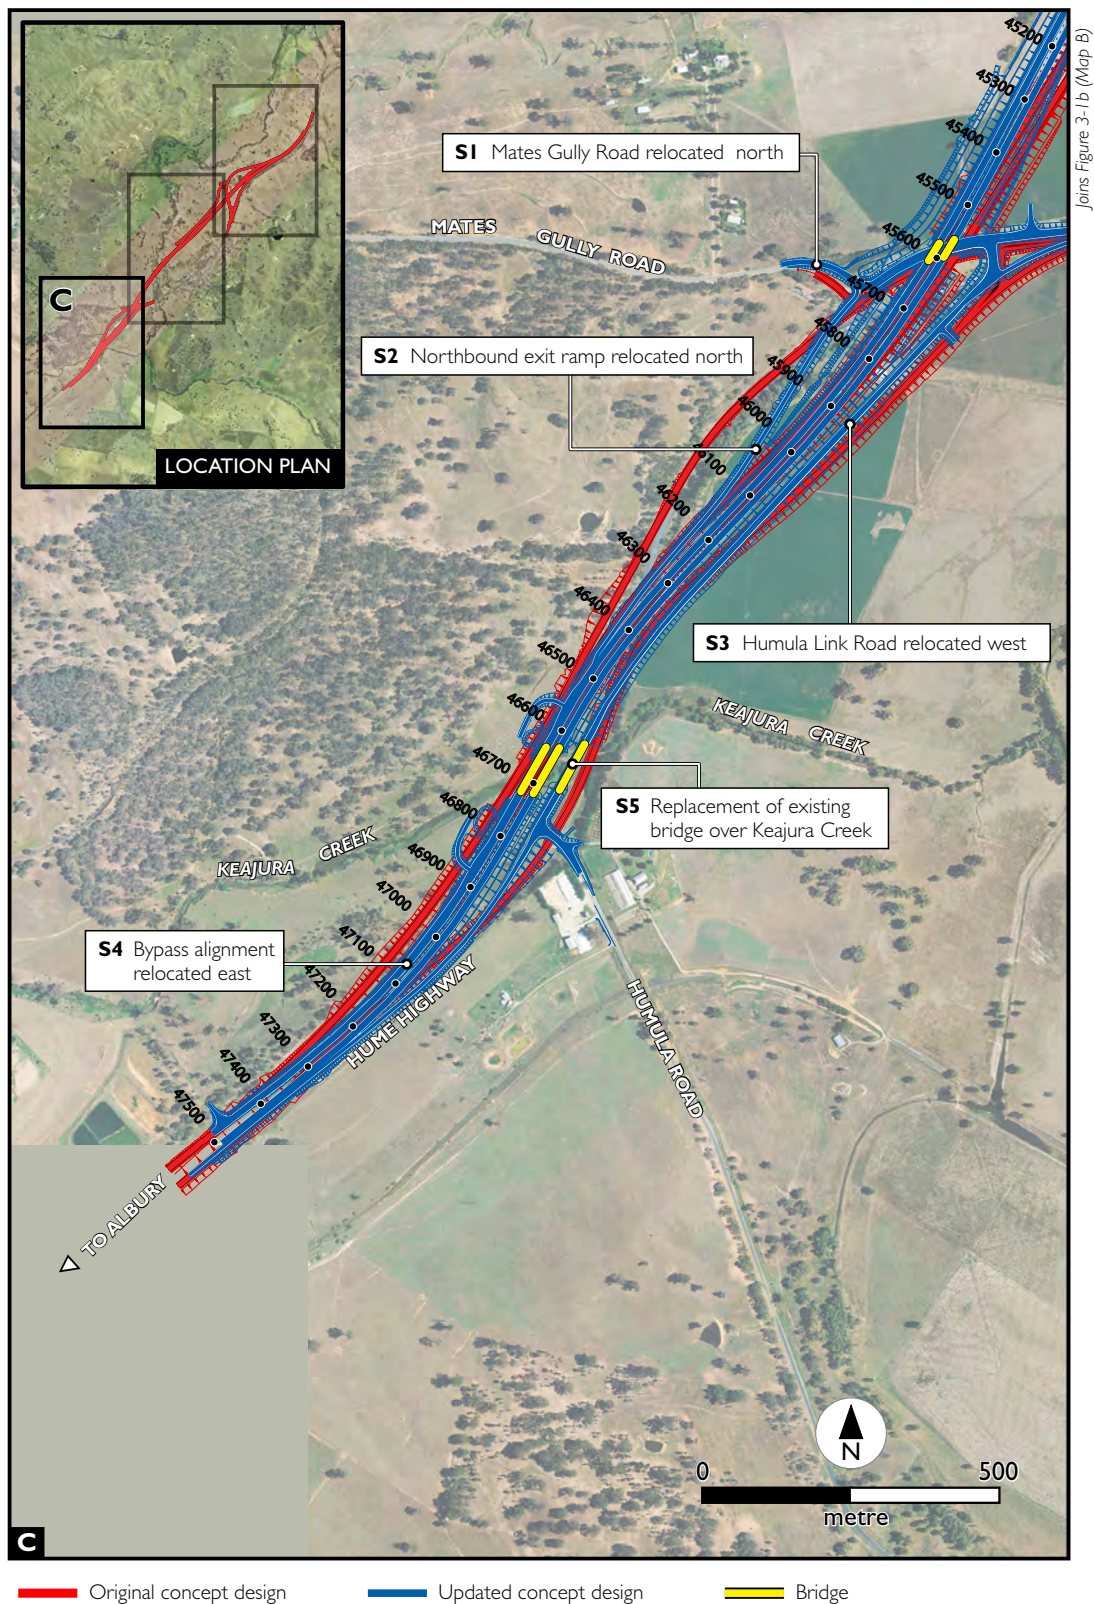 C
LOCATION PLAN
Joins Figure 3-1b (Map B)
45200
45300
45400
45500
45600
45700
45800
45900
46000
46100
46200
46300
46400
46500
46600
46700
46800
46900
47000
47100
47200
47300
47400
47500
S1 Mates Gully Road relocated north
MATES GULLY ROAD
S2 Northbound exit ramp relocated north
S3 Humula Link Road relocated west
KEAJURA CREEK
S5 Replacement of existing
bridge over Keajura Creek
KEAJURA CREEK
S4 Bypass alignment
relocated east
HUME HIGHWAY
HUMULA ROAD
TO ALBURY
N
0 500
metre
C
Original concept design
Updated concept design
Bridge